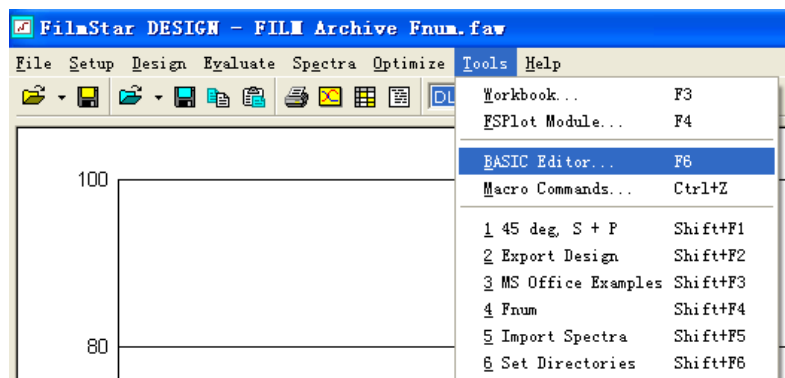 FilmStar DESIGN - FILM Archive Fnum.faw
File Setup Design Evaluate Spectra Optimize Tools Help
DL
Workbook... F3
FSPlot Module... F4
BASIC Editor... F6
Macro Commands... Ctrl+Z
1 45 deg, S + P Shift+F1
2 Export Design Shift+F2
3 MS Office Examples Shift+F3
4 Fnum Shift+F4
5 Import Spectra Shift+F5
6 Set Directories Shift+F6
100
80